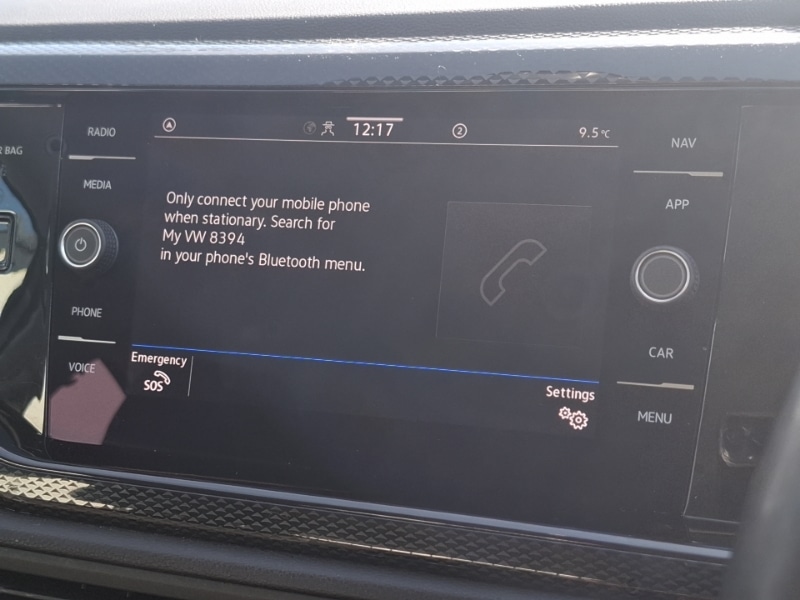 R BAG
RADIO
MEDIA
PHONE
VOICE
12:17
2
9.5°C
Only connect your mobile phone
when stationary. Search for
My VW 8394
in your phone's Bluetooth menu.
Emergency
SOS
Settings
NAV
APP
CAR
MENU